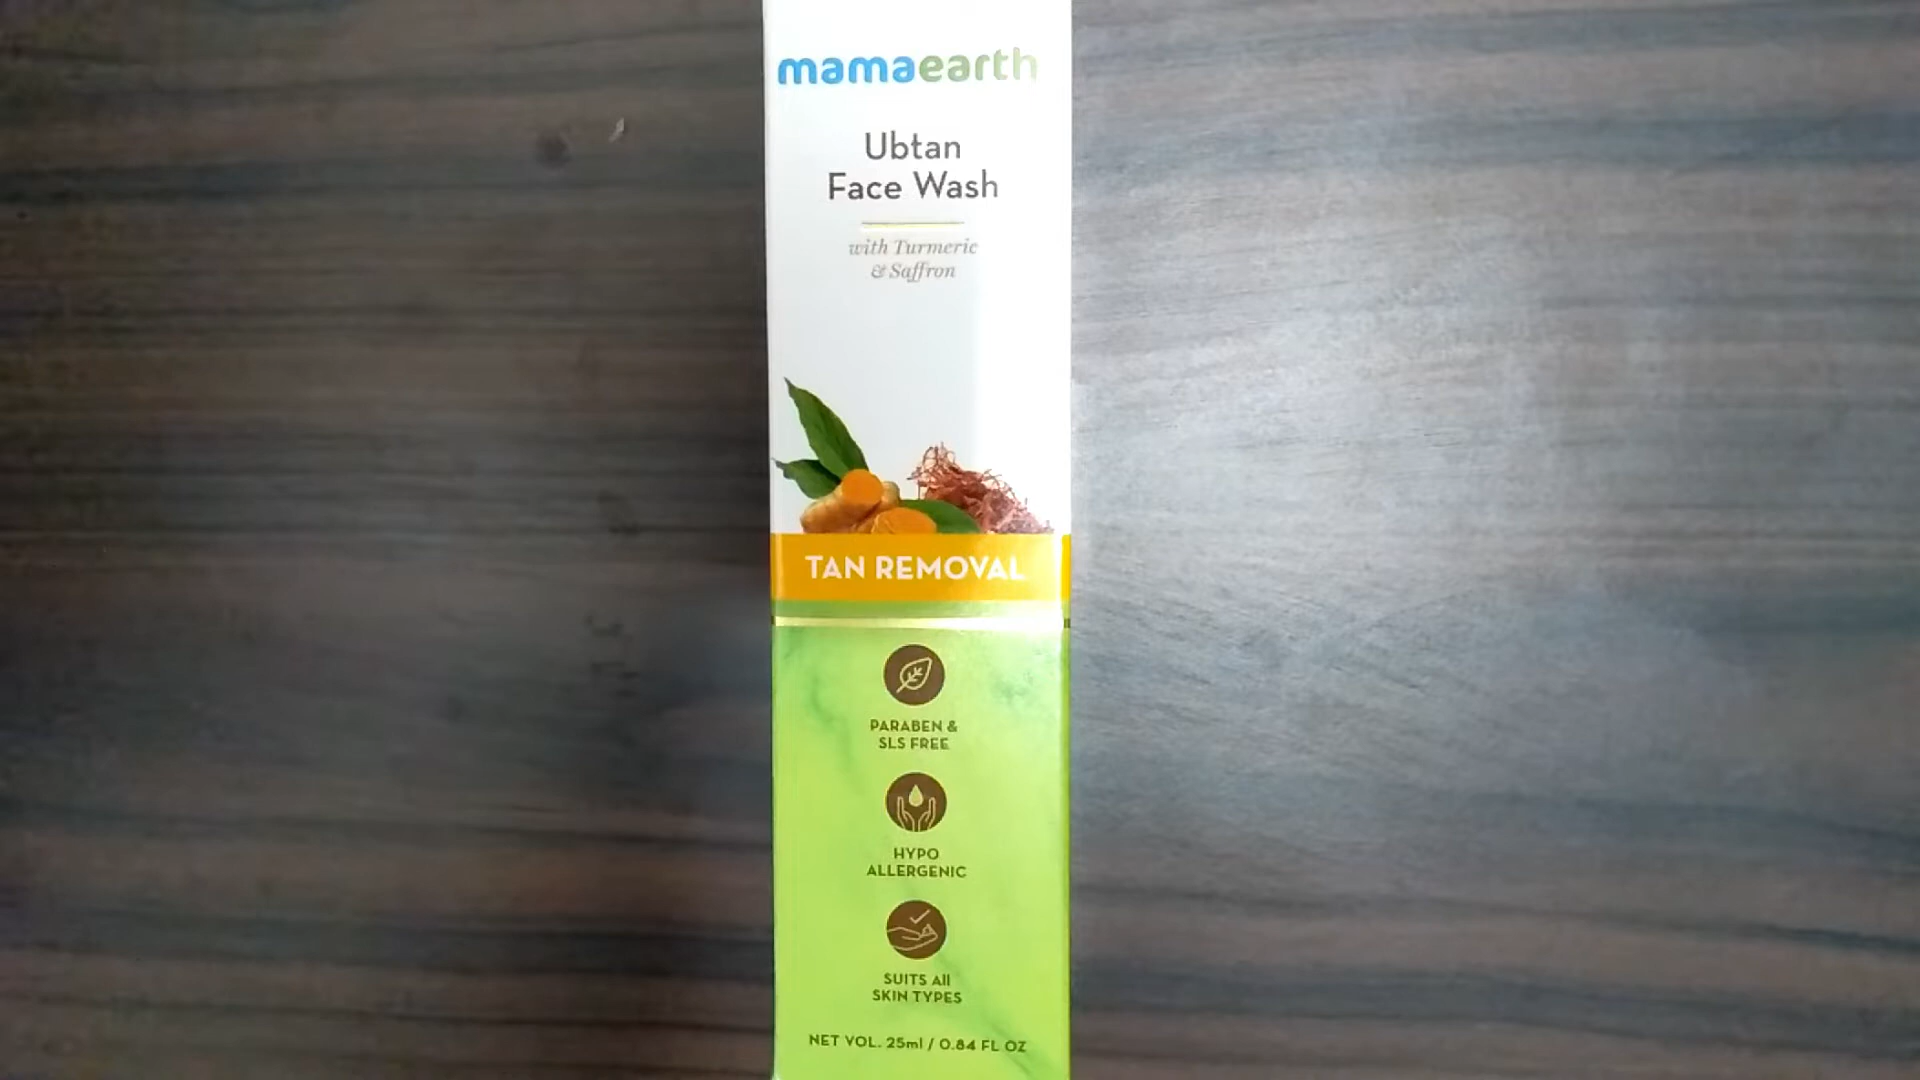 mamaearth
Ubtan
Face Wash
with Turmeric
& Saffron
TAN REMOVAL
PARABEN &
SLS FREE
HYPO
ALLERGENIC
SUITS All
SKIN TYPES
NET VOL. 25ml / 0.84 FL OZ